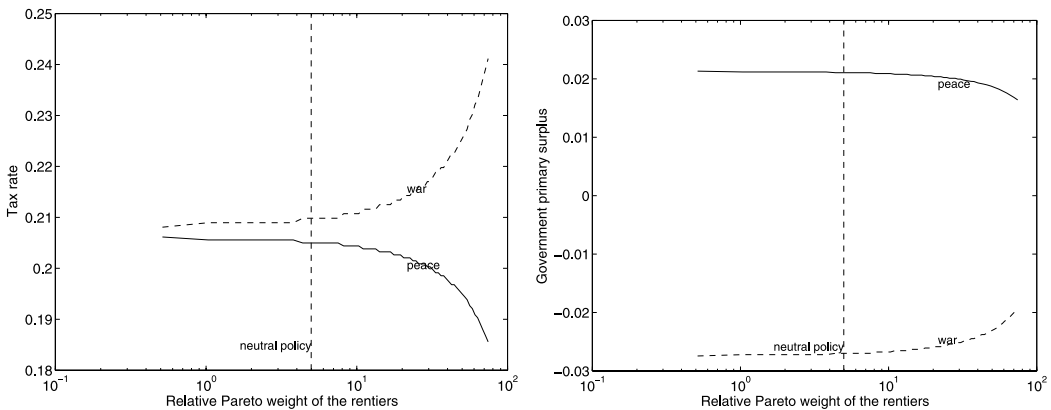 0.25
0.24
0.23
0.22
0.21
0.2
0.19
0.18
10^-1
10^0
10^1
10^2
Tax rate
war
peace
neutral policy
Relative Pareto weight of the rentiers
0.03
0.02
0.01
0
−0.01
−0.02
−0.03
10^-1
10^0
10^1
10^2
Government primary surplus
peace
neutral policy
war
Relative Pareto weight of the rentiers